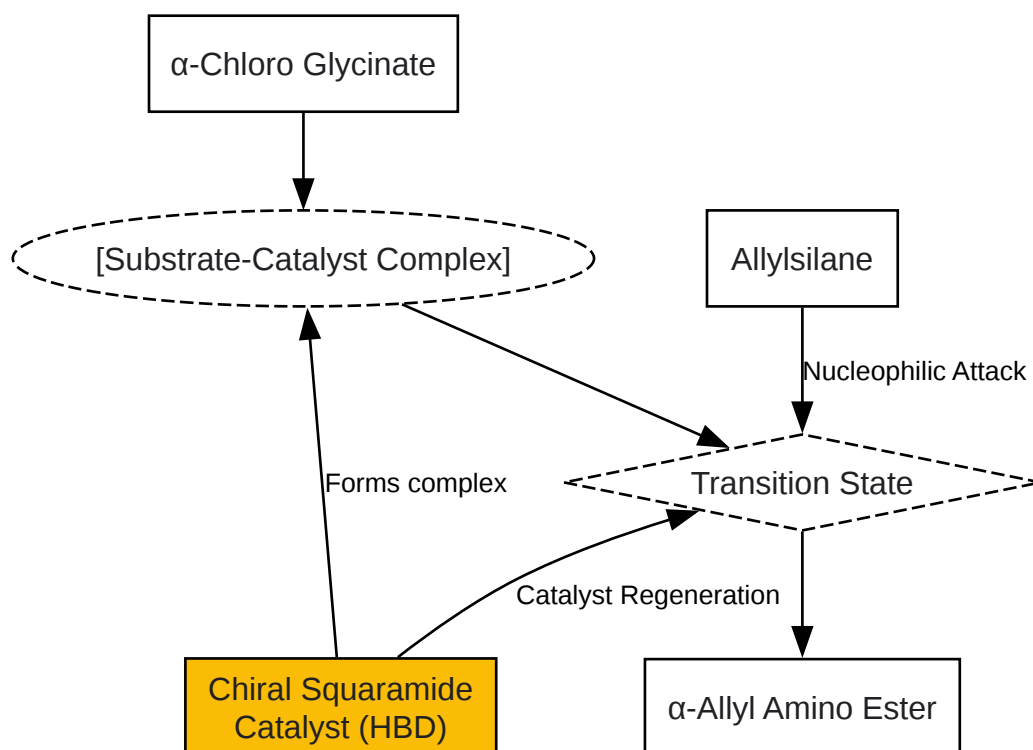 α-Chloro Glycinate
[Substrate-Catalyst Complex]
Allylsilane
Nucleophilic Attack
Forms complex
Transition State
Catalyst Regeneration
Chiral Squaramide
Catalyst (HBD)
α-Allyl Amino Ester